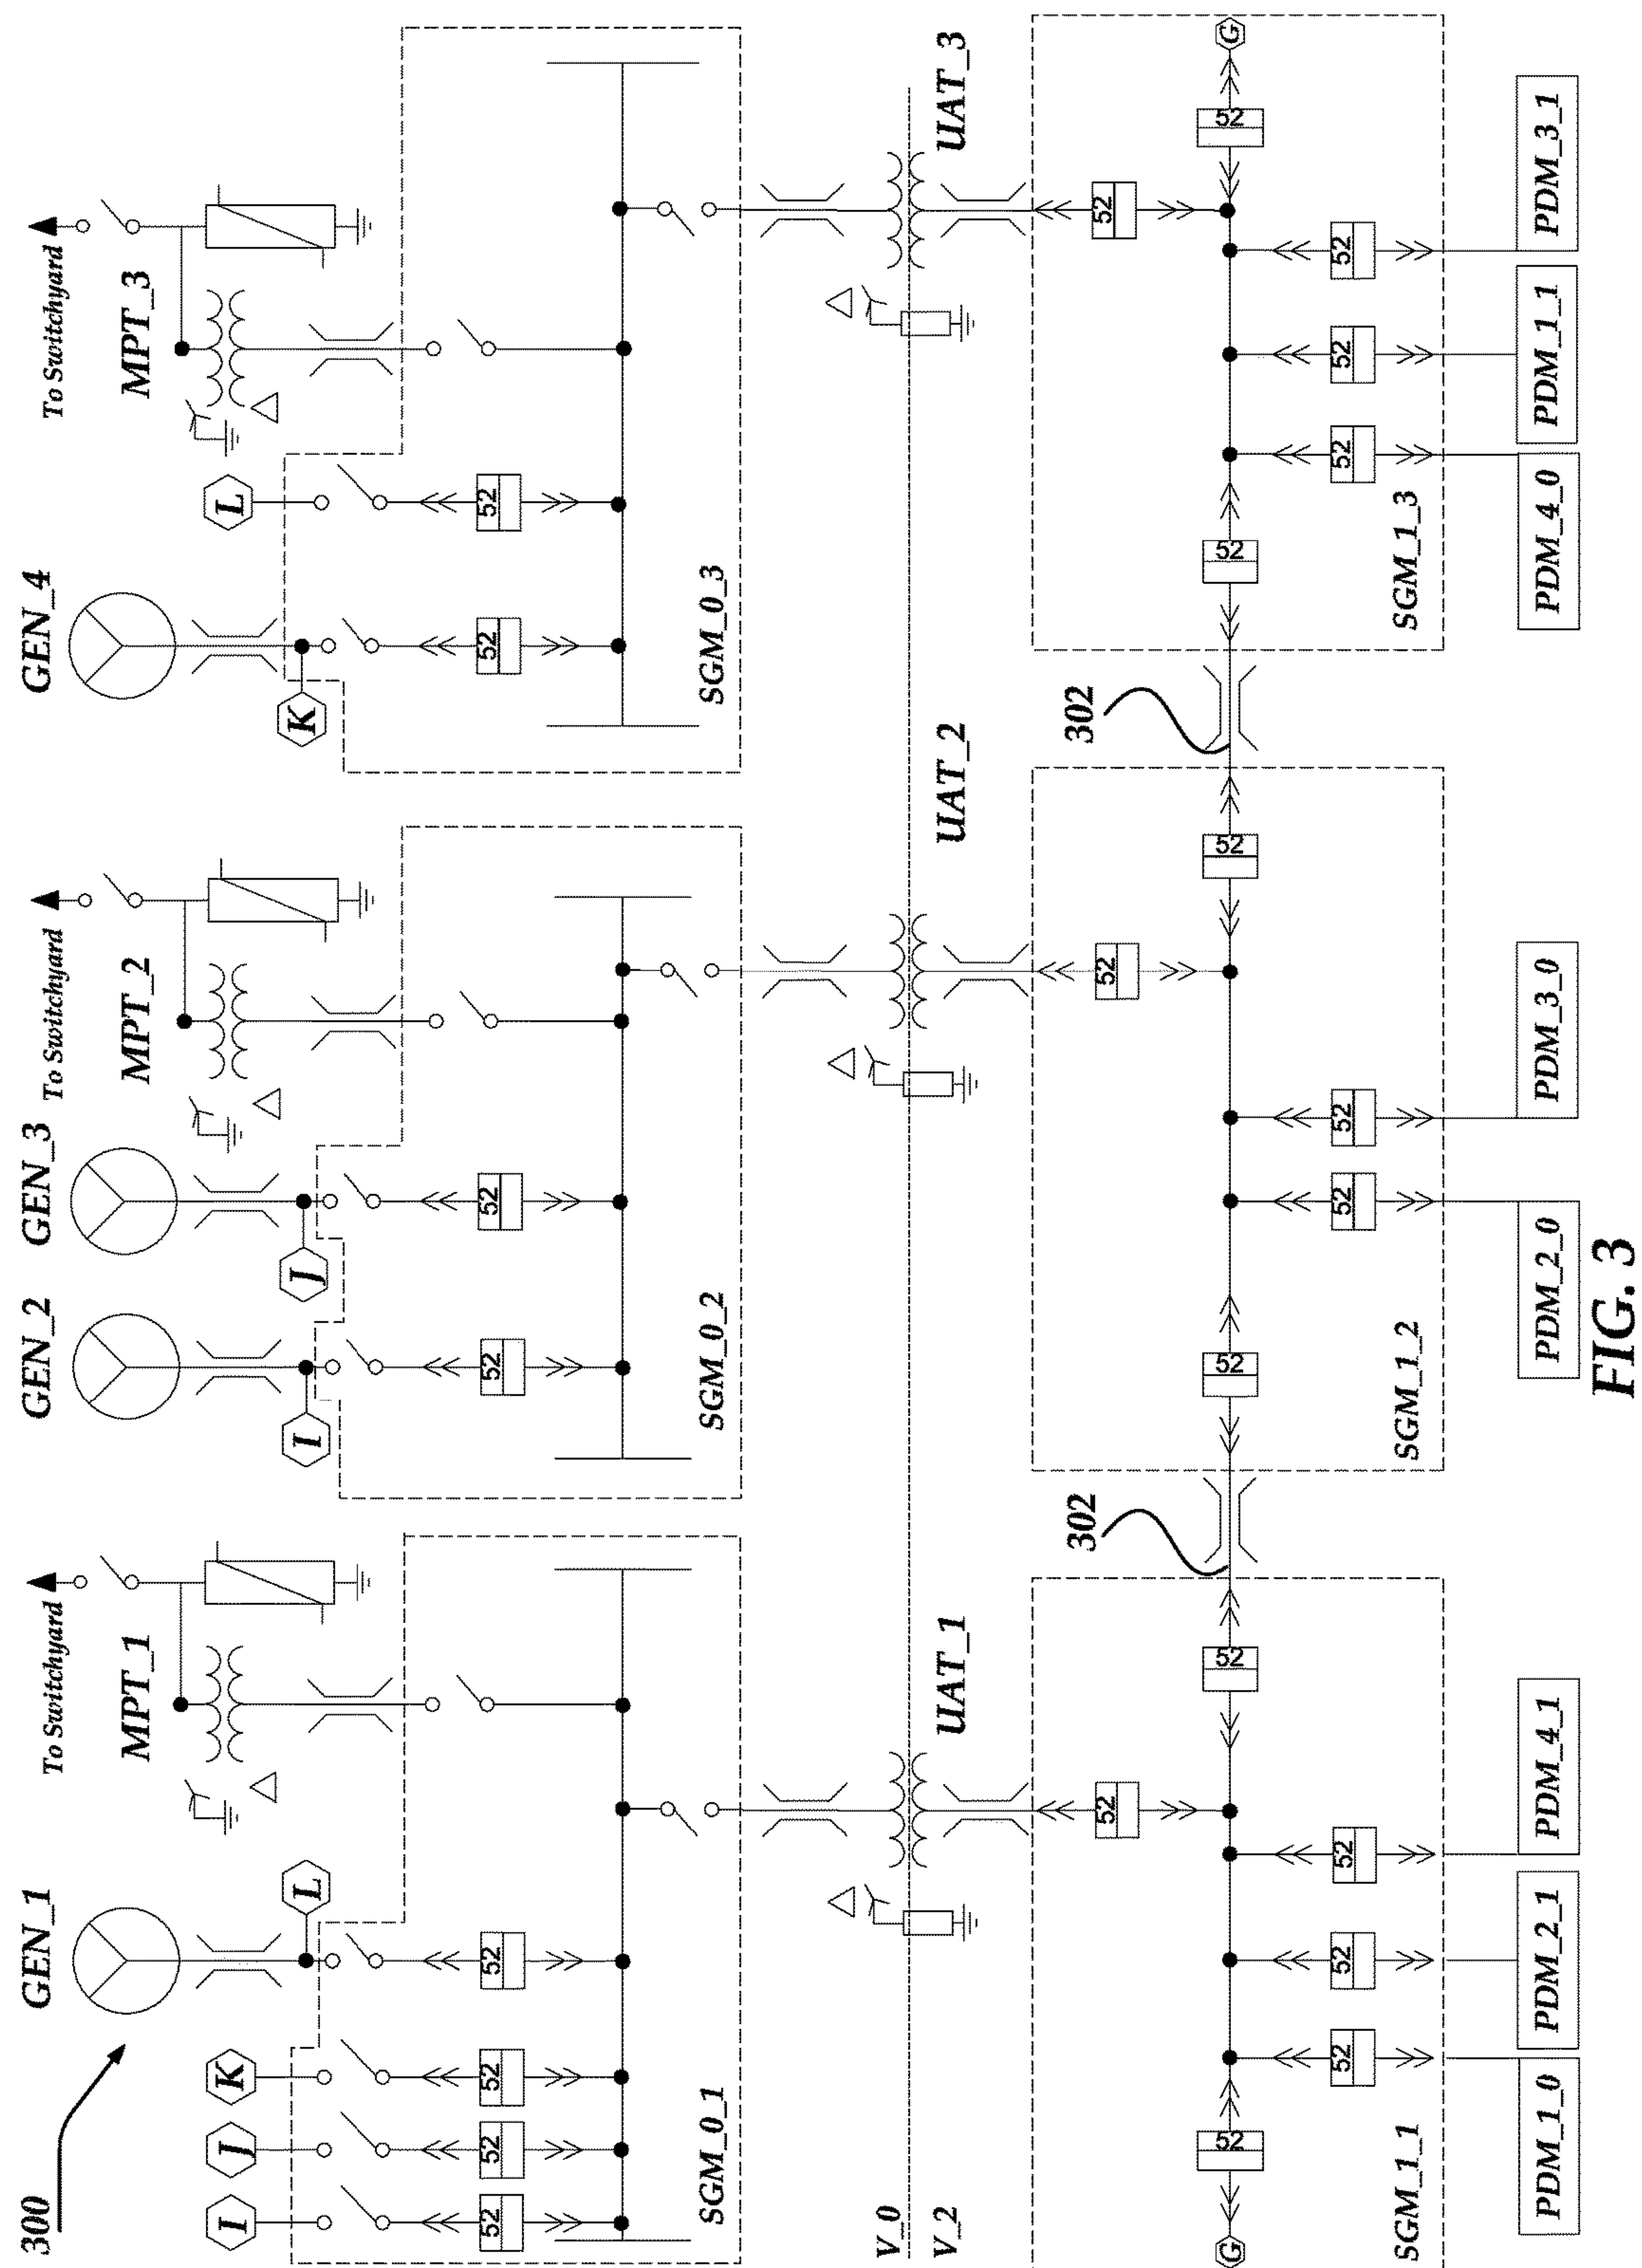 300
GEN_1
To Switchyard
GEN_2
GEN_3
To Switchyard
GEN_4
To Switchyard
MPT_1
MPT_2
MPT_3
I
J
K
L
I
J
K
L
52
52
52
52
52
52
52
52
SGM_0_1
SGM_0_2
SGM_0_3
V_0
V_2
UAT_1
UAT_2
UAT_3
302
302
52
52
52
G
52
52
52
52
52
52
G
52
52
52
52
52
52
52
52
SGM_1_1
SGM_1_2
SGM_1_3
PDM_1_0
PDM_2_1
PDM_4_1
PDM_2_0
PDM_3_0
PDM_4_0
PDM_1_1
PDM_3_1
FIG. 3